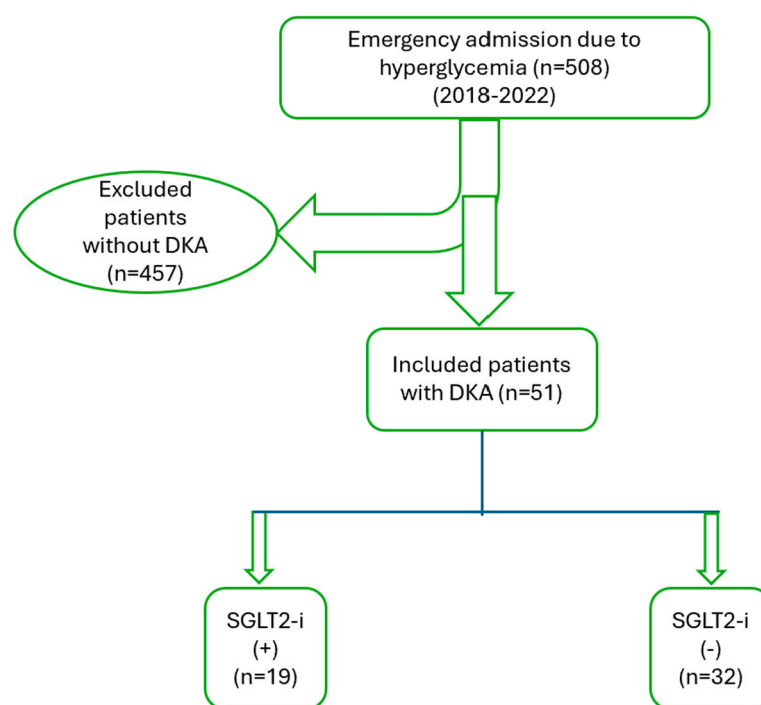 Emergency admission due to
hyperglycemia (n=508)
(2018-2022)
Excluded
patients
without DKA
(n=457)
Included patients
with DKA (n=51)
SGLT2-i
(+)
(n=19)
SGLT2-i
(-)
(n=32)